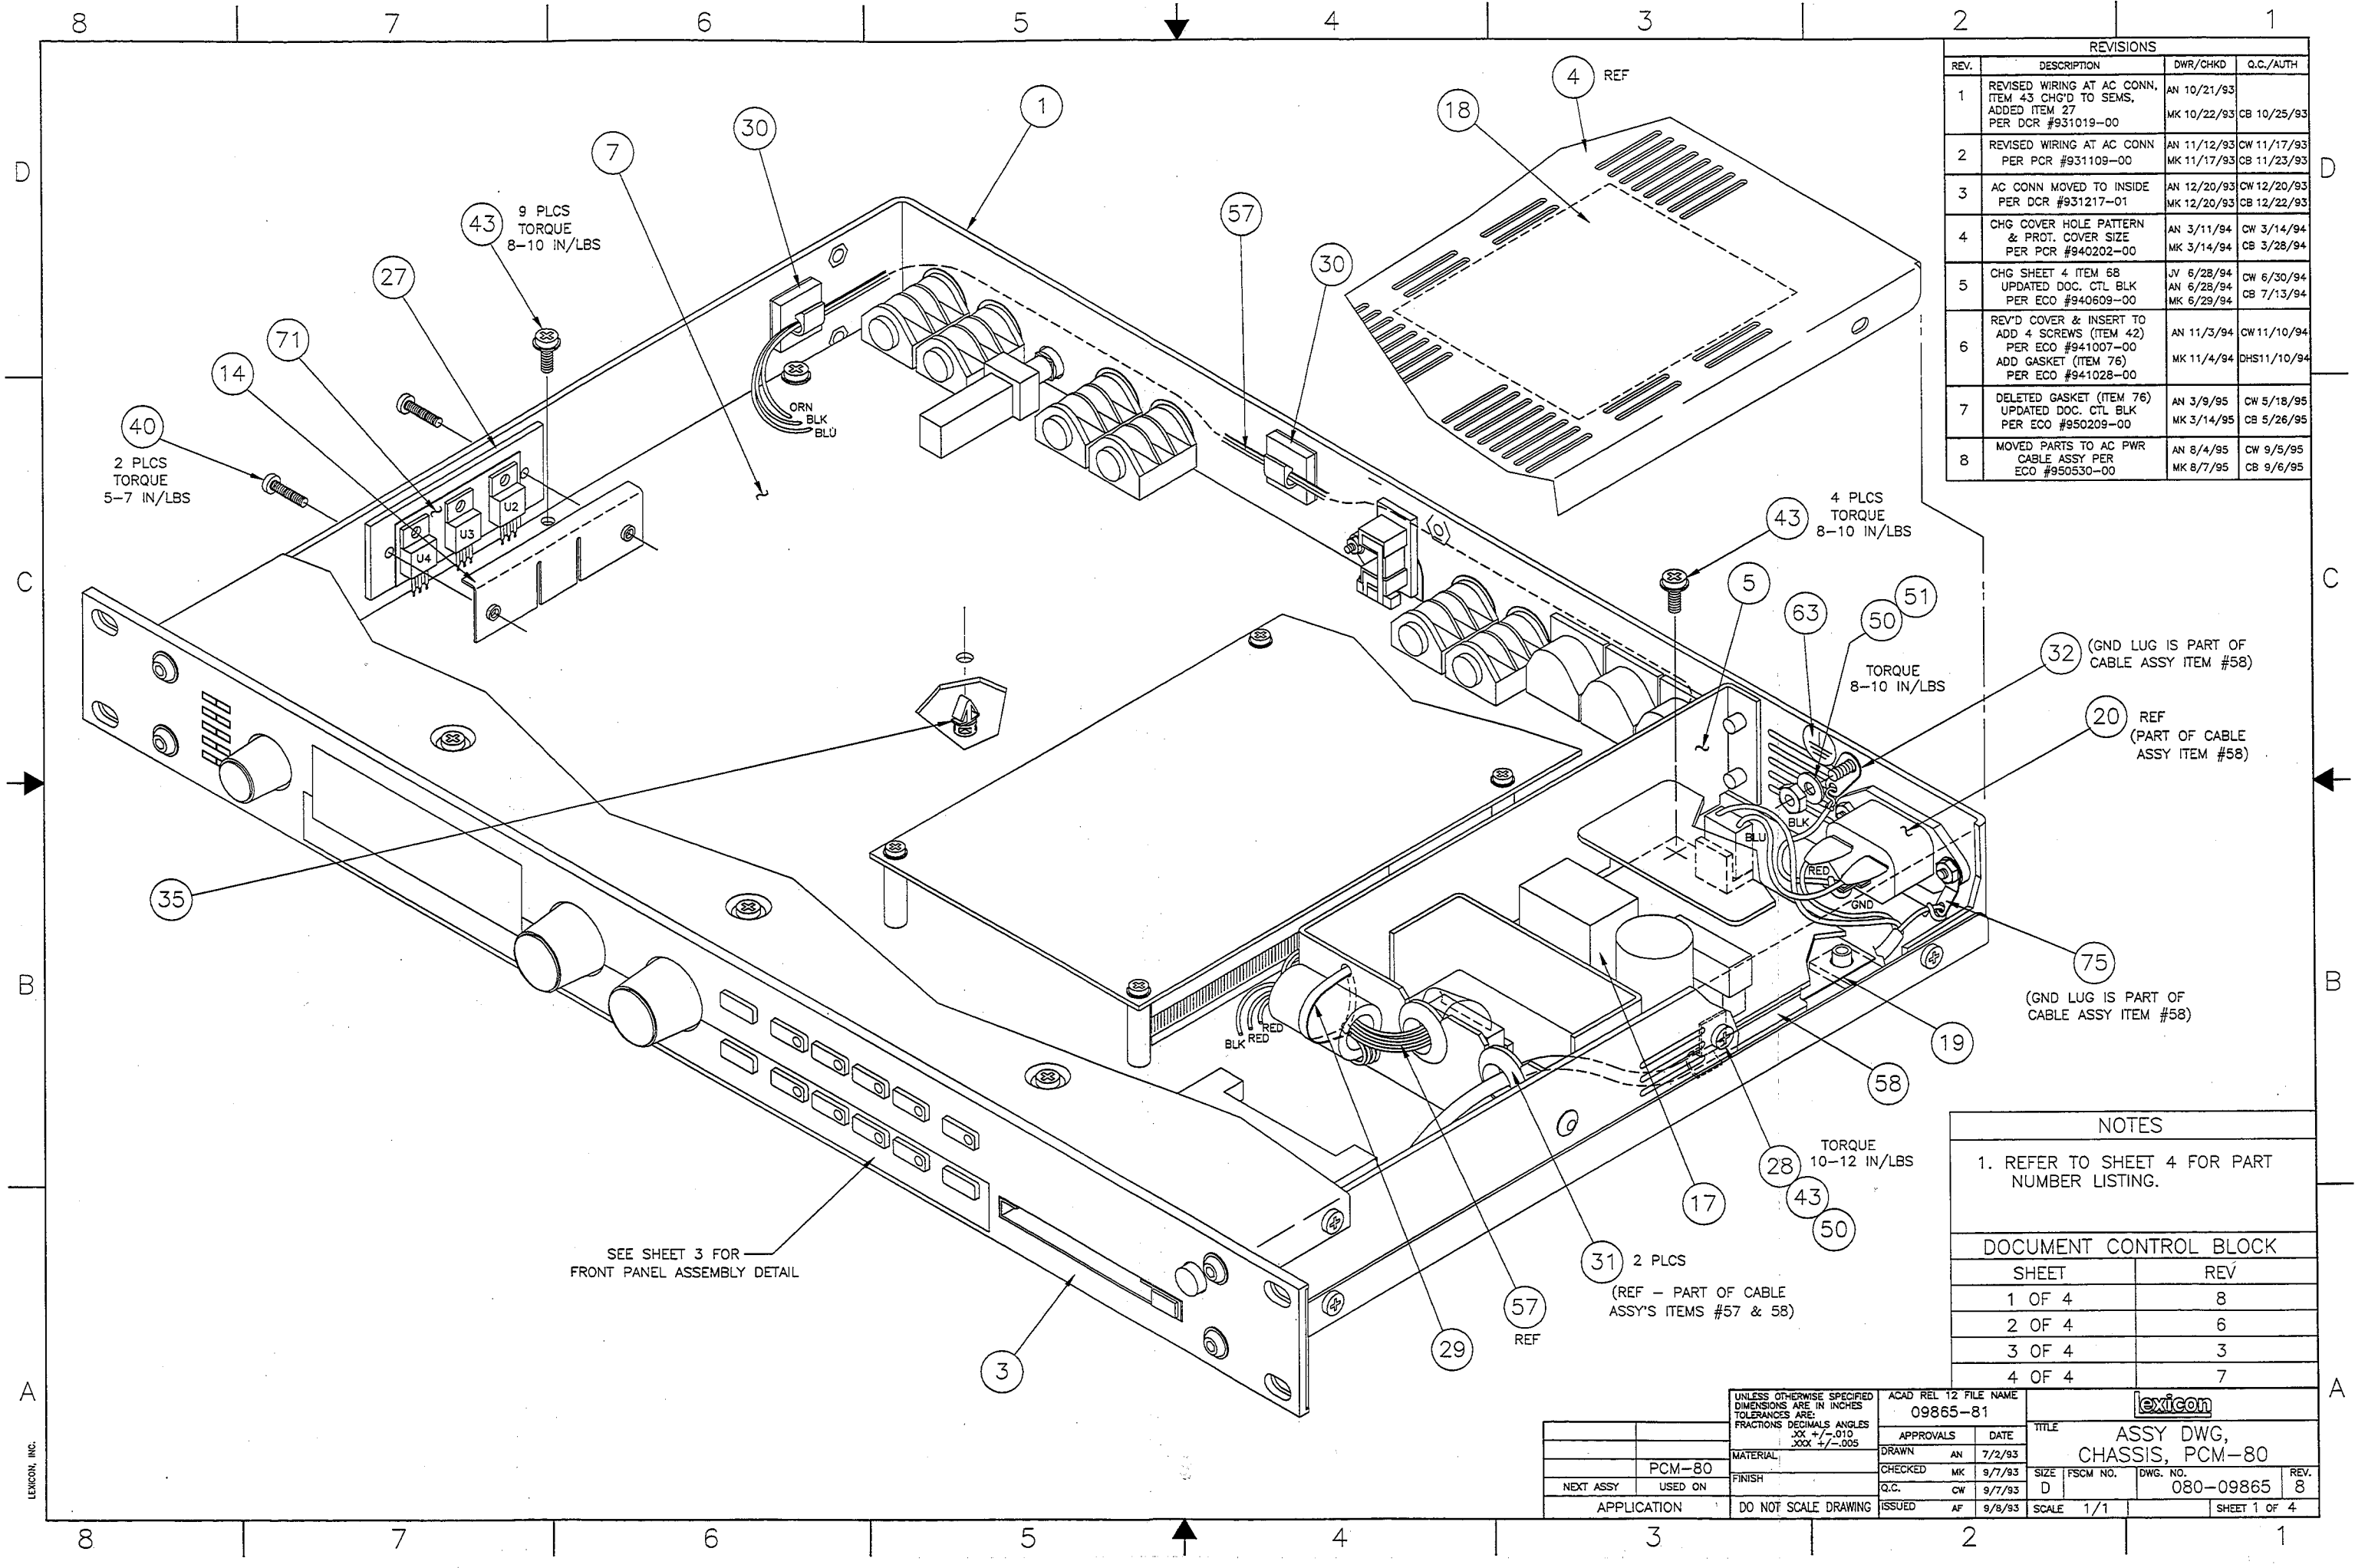 8 7 6 5 4 3 2 1
D
C
B
A
D
C
B
A
REVISIONS
REV. DESCRIPTION DWR/CHKD Q.C./AUTH
1 REVISED WIRING AT AC CONN, AN 10/21/93
ITEM 43 CHG'D TO SEMS,
ADDED ITEM 27 MK 10/22/93 CB 10/25/93
PER DCR #931019-00
2 REVISED WIRING AT AC CONN AN 11/12/93 CW 11/17/93
PER PCR #931109-00 MK 11/17/93 CB 11/23/93
3 AC CONN MOVED TO INSIDE AN 12/20/93 CW 12/20/93
PER DCR #931217-01 MK 12/20/93 CB 12/22/93
4 CHG COVER HOLE PATTERN AN 3/11/94 CW 3/14/94
& PROT. COVER SIZE MK 3/14/94 CB 3/28/94
PER PCR #940202-00
5 CHG SHEET 4 ITEM 68 JV 6/28/94 CW 6/30/94
UPDATED DOC. CTL BLK AN 6/28/94
PER ECO #940609-00 MK 6/29/94 CB 7/13/94
6 REV'D COVER & INSERT TO
ADD 4 SCREWS (ITEM 42) AN 11/3/94 CW 11/10/94
PER ECO #941007-00
ADD GASKET (ITEM 76) MK 11/4/94 DHS 11/10/94
PER ECO #941028-00
7 DELETED GASKET (ITEM 76) AN 3/9/95 CW 5/18/95
UPDATED DOC. CTL BLK MK 3/14/95 CB 5/26/95
PER ECO #950209-00
8 MOVED PARTS TO AC PWR AN 8/4/95 CW 9/5/95
CABLE ASSY PER MK 8/7/95 CB 9/6/95
ECO #950530-00
4 REF
18
1
30
7
43 9 PLCS
TORQUE
8-10 IN/LBS
57
30
27
71
14
40
2 PLCS
TORQUE
5-7 IN/LBS
ORN
BLK
BLU
U2
U3
U4
43 4 PLCS
TORQUE
8-10 IN/LBS
5
63
50
51
TORQUE
8-10 IN/LBS
32 (GND LUG IS PART OF
CABLE ASSY ITEM #58)
20 REF
(PART OF CABLE
ASSY ITEM #58)
BLK
BLU
RED
GND
35
75
(GND LUG IS PART OF
CABLE ASSY ITEM #58)
19
58
BLK
RED
RED
TORQUE
10-12 IN/LBS
28
43
50
17
31 2 PLCS
(REF - PART OF CABLE
ASSY'S ITEMS #57 & 58)
57
REF
29
3
SEE SHEET 3 FOR
FRONT PANEL ASSEMBLY DETAIL
NOTES
1. REFER TO SHEET 4 FOR PART
NUMBER LISTING.
DOCUMENT CONTROL BLOCK
SHEET REV
1 OF 4 8
2 OF 4 6
3 OF 4 3
4 OF 4 7
UNLESS OTHERWISE SPECIFIED
DIMENSIONS ARE IN INCHES
TOLERANCES ARE:
FRACTIONS DECIMALS ANGLES
.XX +/-.010
.XXX +/-.005
MATERIAL
FINISH
DO NOT SCALE DRAWING
PCM-80
NEXT ASSY USED ON
APPLICATION
ACAD REL 12 FILE NAME
09865-81
APPROVALS DATE
DRAWN AN 7/2/93
CHECKED MK 9/7/93
Q.C. CW 9/7/93
ISSUED AF 9/8/93
lexicon
TITLE ASSY DWG,
CHASSIS, PCM-80
SIZE D FSCM NO. DWG. NO. 080-09865 REV. 8
SCALE 1/1 SHEET 1 OF 4
LEXICON, INC.
8 7 6 5 4 3 2 1